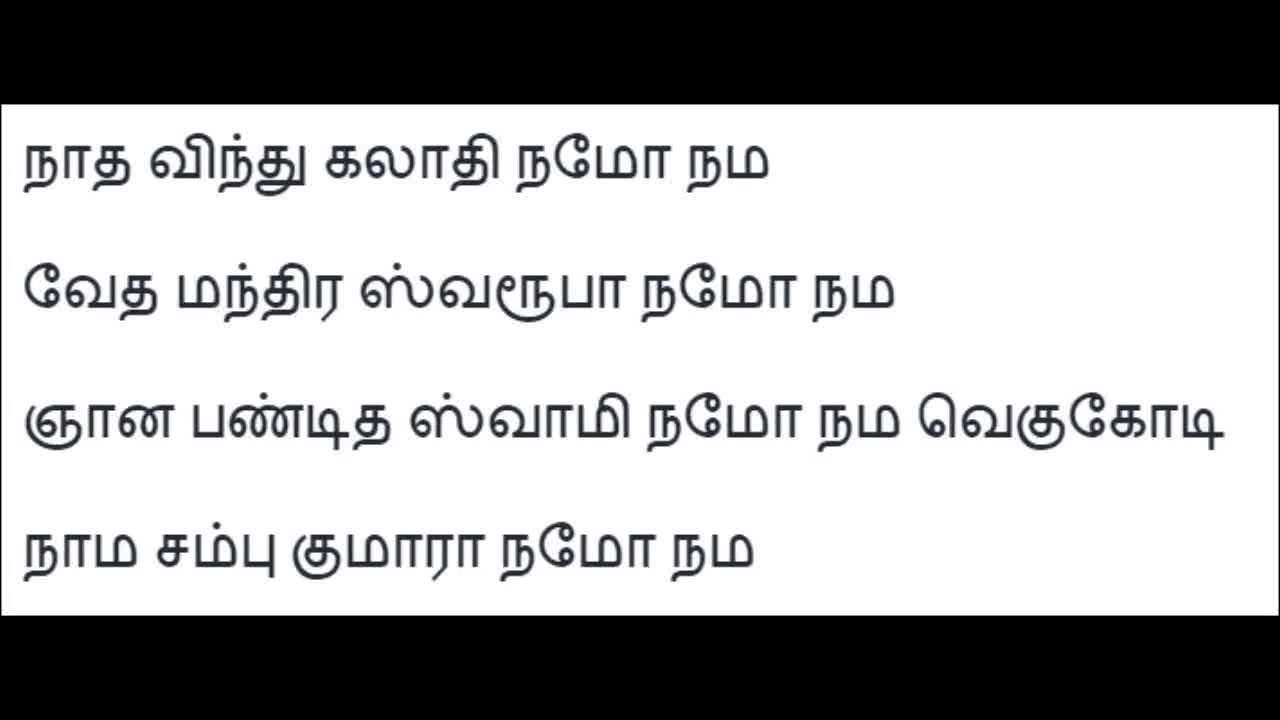 நாத விந்து கலாதி நமோ நம
வேத மந்திர ஸ்வரூபா நமோ நம
ஞான பண்டித ஸ்வாமி நமோ நம வெகுகோடி
நாம சம்பு குமாரா நமோ நம